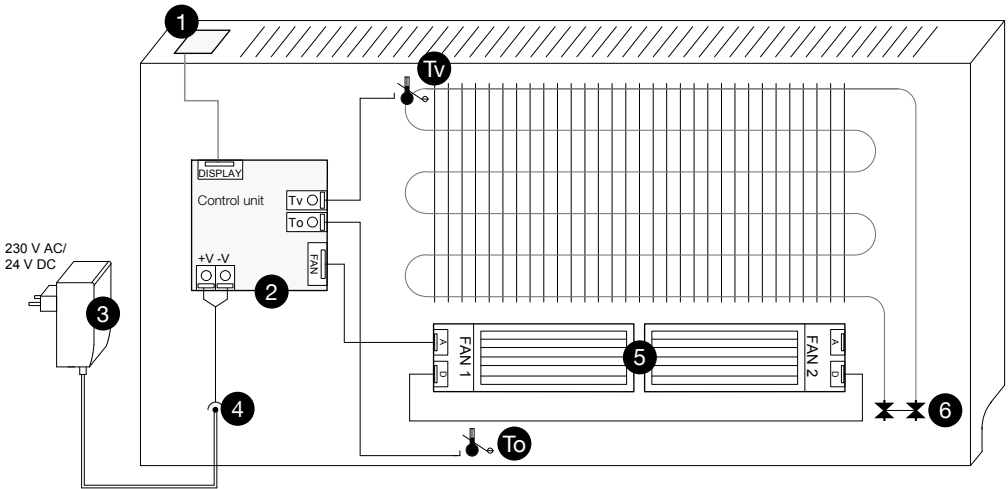 1
Tv
DISPLAY
Control unit
Tv
To
+V -V
FAN
2
230 V AC/
24 V DC
3
A
D
FAN 1
5
FAN 2
A
D
4
6
To